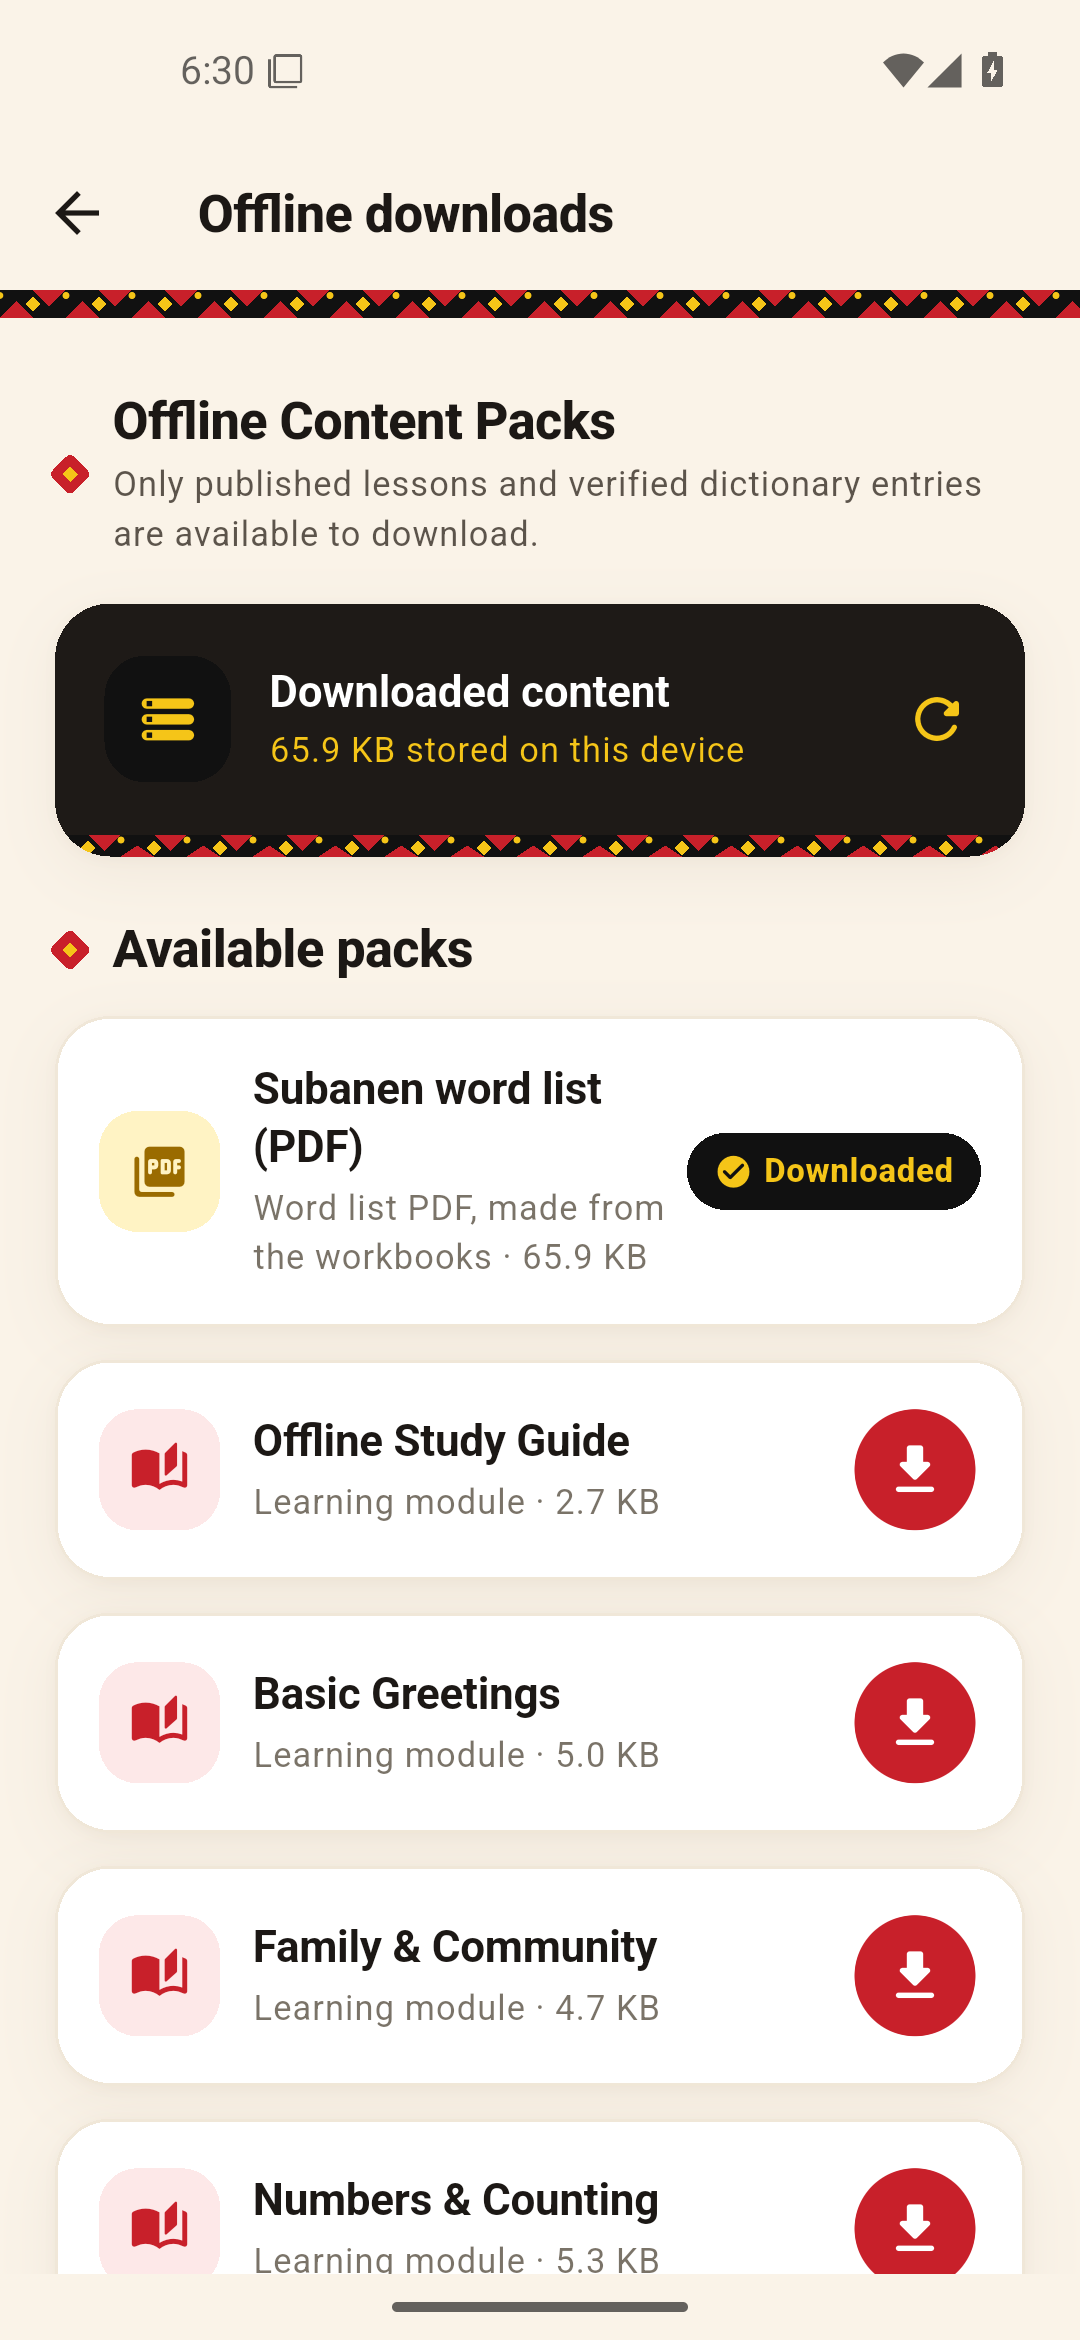 6:30
Offline downloads
Offline Content Packs
Only published lessons and verified dictionary entries
are available to download.
Downloaded content
65.9 KB stored on this device
Available packs
Subanen word list
(PDF)
Word list PDF, made from
the workbooks · 65.9 KB
PDF
Downloaded
Offline Study Guide
Learning module · 2.7 KB
Basic Greetings
Learning module · 5.0 KB
Family & Community
Learning module · 4.7 KB
Numbers & Counting
Learning module · 5.3 KB